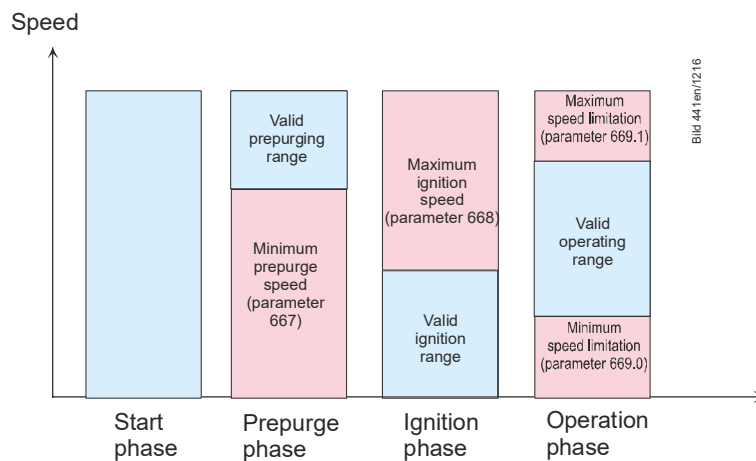 Speed
Bild 441en/1216
Valid
prepurging
range
Minimum
prepurge
speed
(parameter
667)
Maximum
ignition
speed
(parameter 668)
Valid
ignition
range
Maximum
speed limitation
(parameter 669.1)
Valid
operating
range
Minimum
speed limitation
(parameter 669.0)
Start
phase
Prepurge
phase
Ignition
phase
Operation
phase